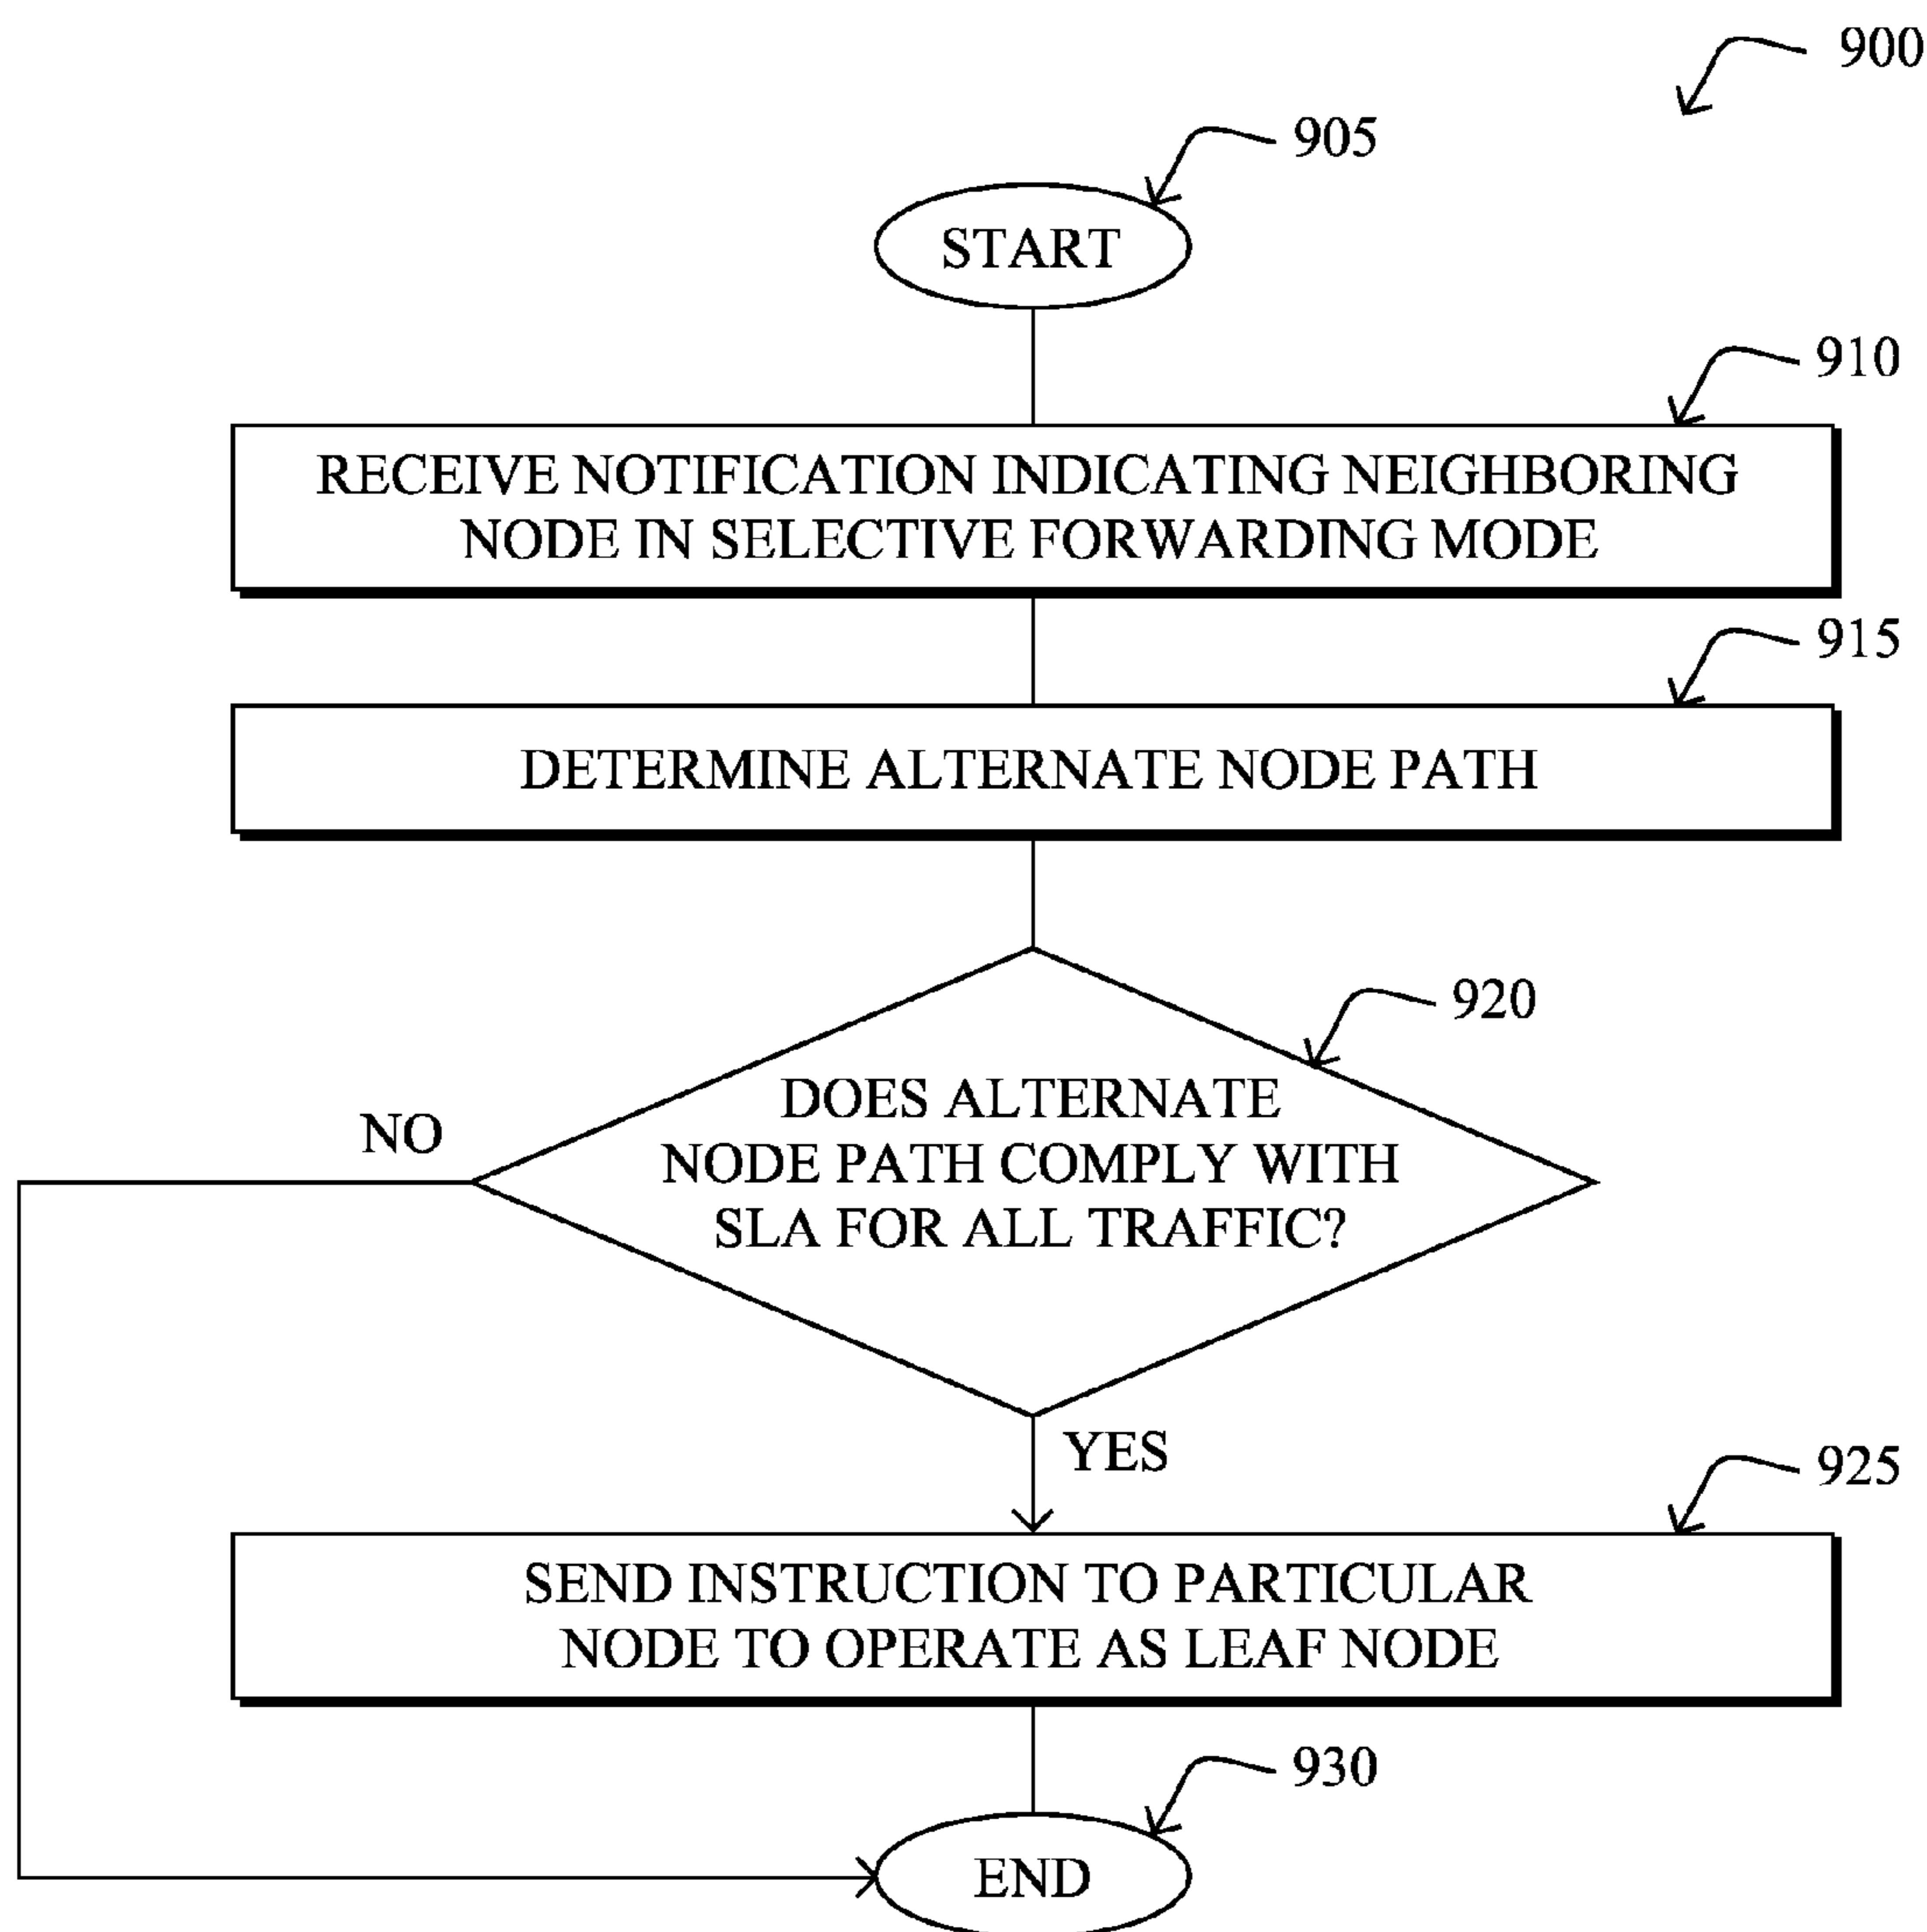 900
905
START
910
RECEIVE NOTIFICATION INDICATING NEIGHBORING
NODE IN SELECTIVE FORWARDING MODE
915
DETERMINE ALTERNATE NODE PATH
920
DOES ALTERNATE
NODE PATH COMPLY WITH
SLA FOR ALL TRAFFIC?
NO
YES
925
SEND INSTRUCTION TO PARTICULAR
NODE TO OPERATE AS LEAF NODE
930
END